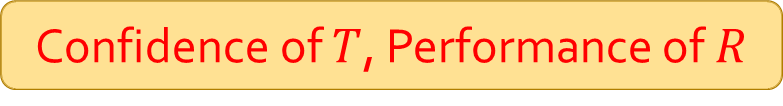 Confidence of T, Performance of R